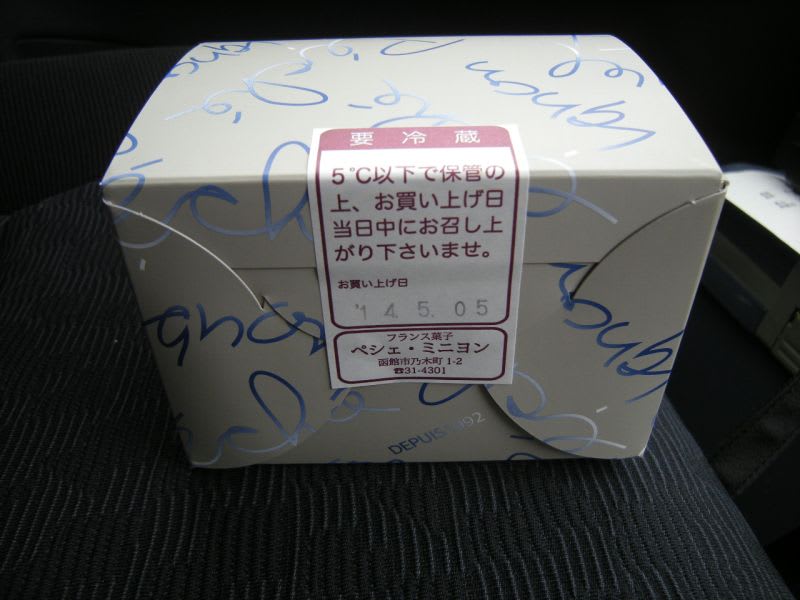 要冷蔵
5℃以下で保管の
上、お買い上げ日
当日中にお召し上
がり下さいませ。
お買い上げ日
'14.5.05
フランス菓子
ペシェ・ミニヨン
函館市乃木町1-2
☎31-4301
DEPUIS 1992